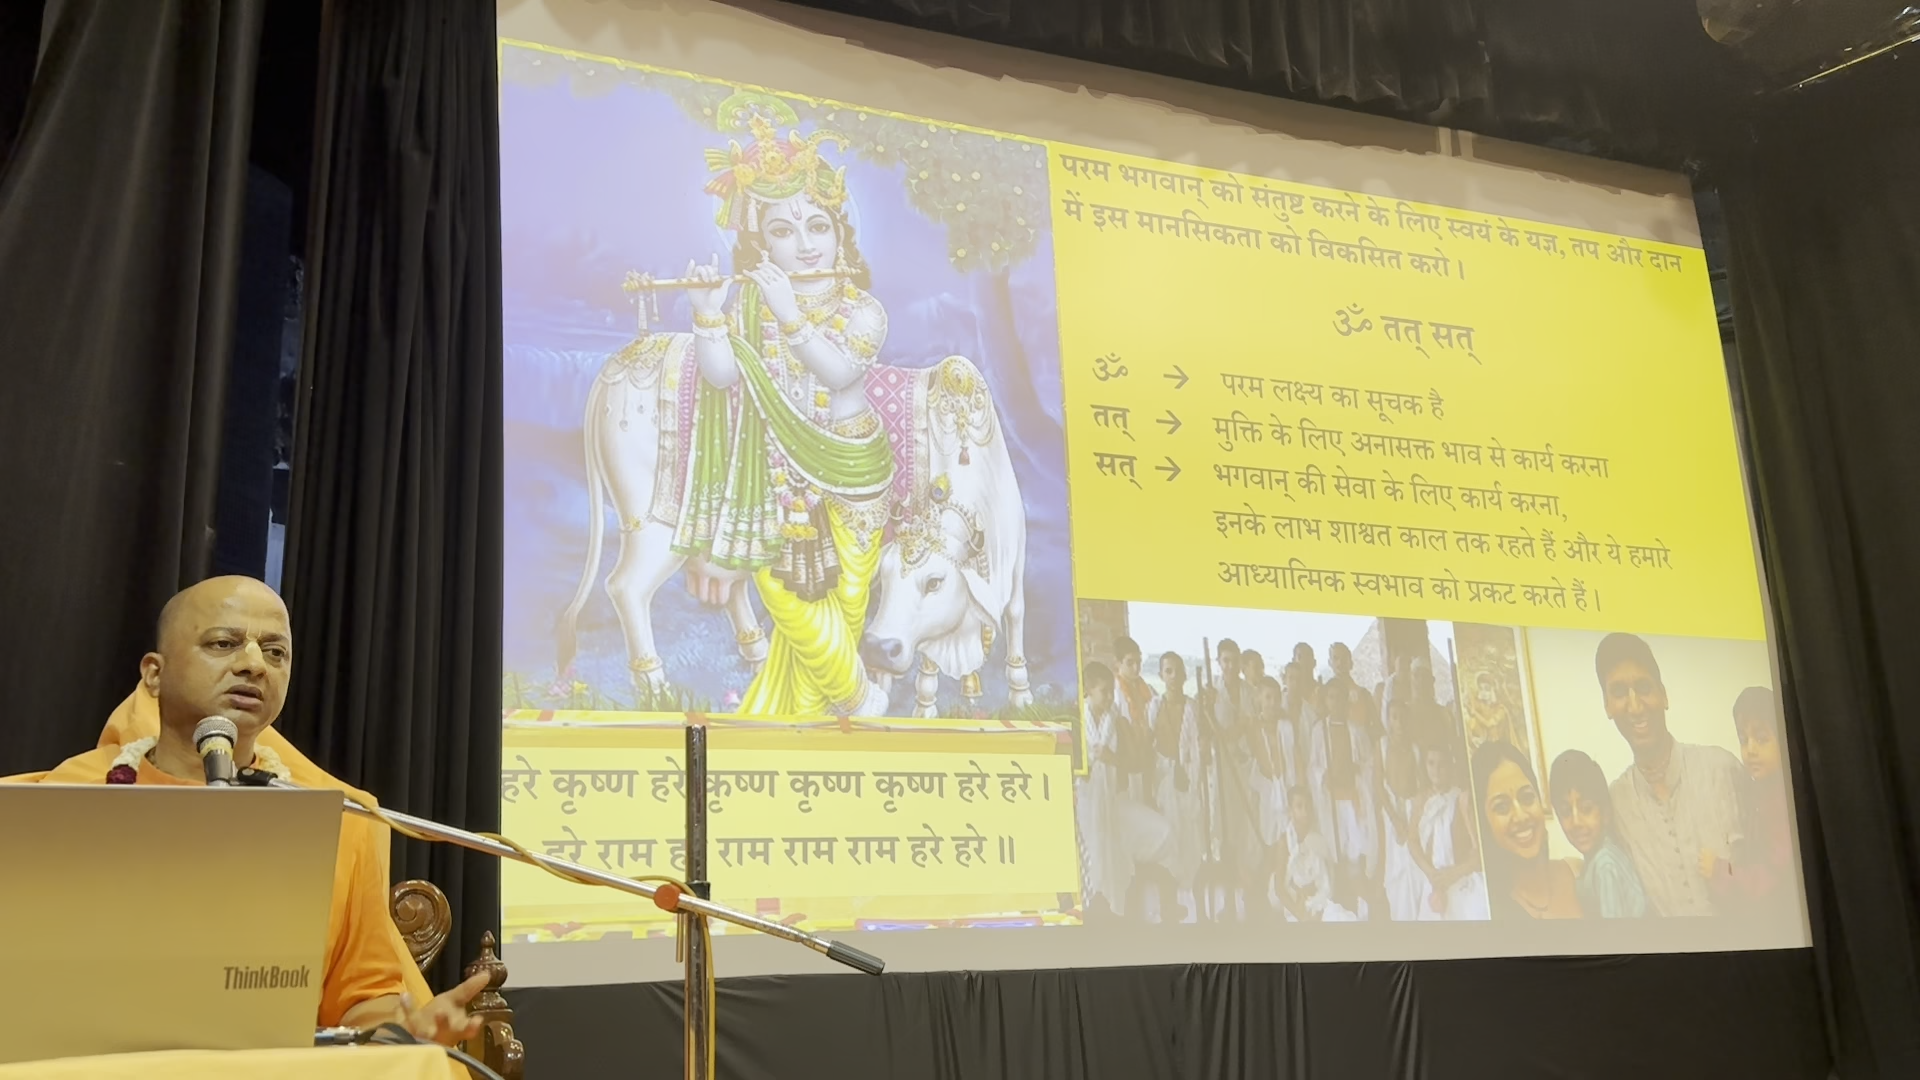 परम भगवान् को संतुष्ट करने के लिए स्वयं के यज्ञ, तप और दान
में इस मानसिकता को विकसित करो।
ॐ तत् सत्
ॐ → परम लक्ष्य का सूचक है
तत् → मुक्ति के लिए अनासक्त भाव से कार्य करना
सत् → भगवान् की सेवा के लिए कार्य करना,
इनके लाभ शाश्वत काल तक रहते हैं और ये हमारे
आध्यात्मिक स्वभाव को प्रकट करते हैं।
हरे कृष्ण हरे कृष्ण कृष्ण कृष्ण हरे हरे।
हरे राम राम राम राम हरे हरे॥
ThinkBook